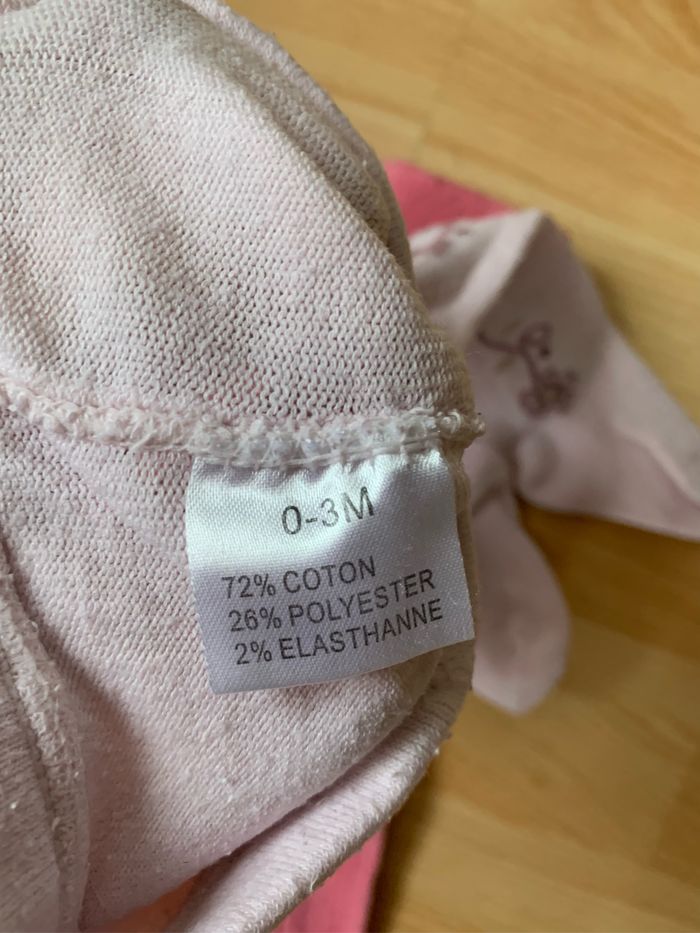 0-3M
72% COTON
26% POLYESTER
2% ELASTHANNE